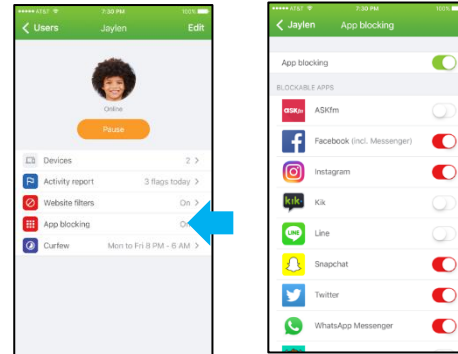 AT&T 7:30 PM 100%
Users Jaylen Edit
Online
Pause
Devices 2
Activity report 3 flags today
Website filters On
App blocking
Curfew Mon to Fri 8 PM - 6 AM
AT&T 7:30 PM 100%
Jaylen App blocking
App blocking
BLOCKABLE APPS
ASKfm ASKfm
Facebook (incl. Messenger)
Instagram
kik. Kik
LINE Line
Snapchat
Twitter
WhatsApp Messenger